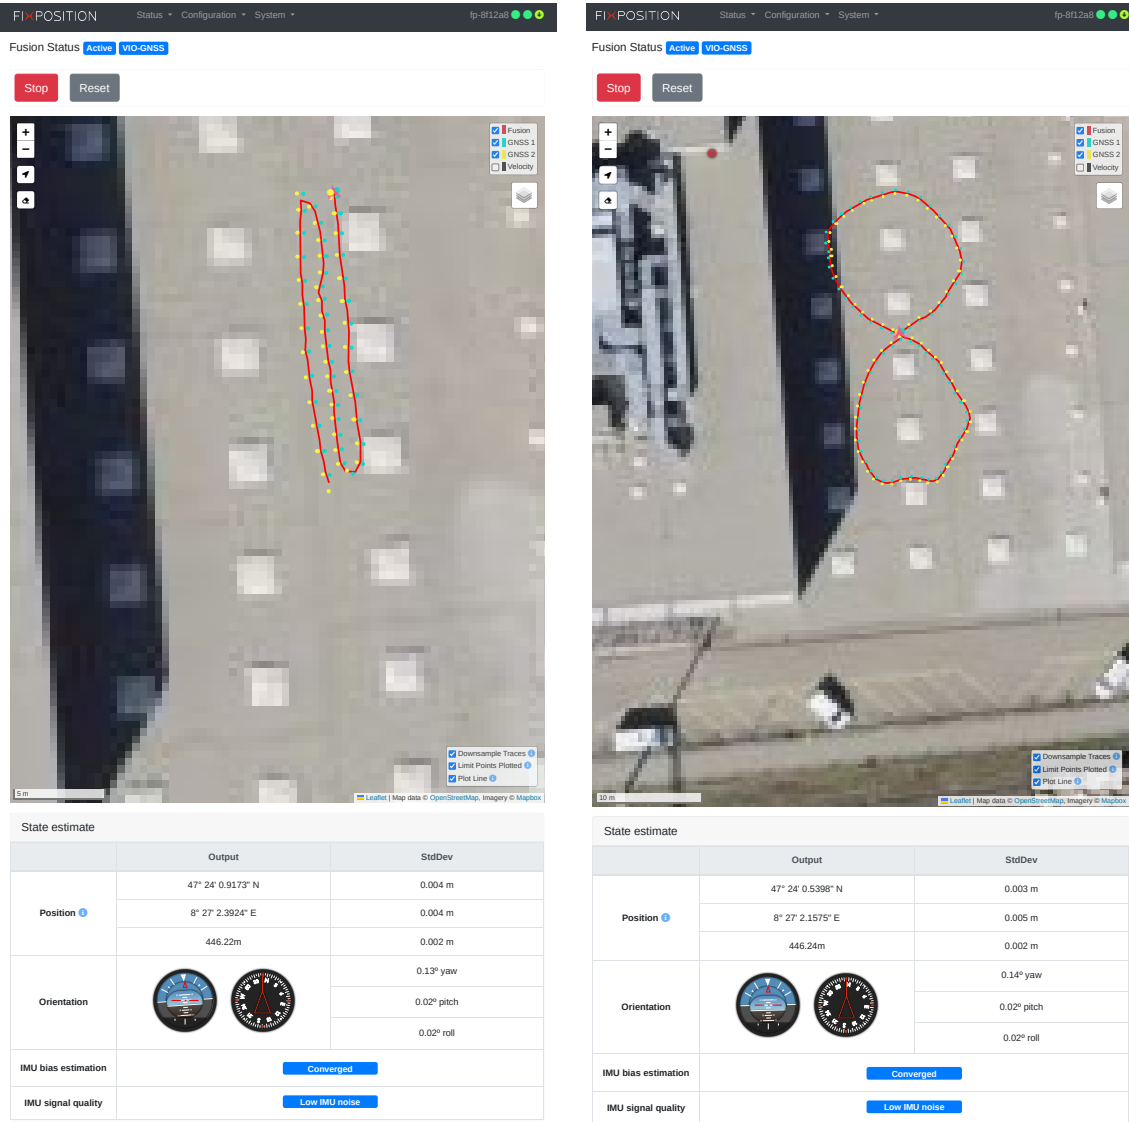 FIXPOSITION Status Configuration System fp-8f12a8
Fusion Status Active VIO-GNSS
Stop Reset
+
−
Fusion
GNSS 1
GNSS 2
Velocity
Downsample Traces
Limit Points Plotted
Plot Line
5 m
Leaflet | Map data © OpenStreetMap, Imagery © Mapbox
State estimate
Output StdDev
Position
47° 24' 0.9173" N 0.004 m
8° 27' 2.3924" E 0.004 m
446.22m 0.002 m
Orientation
0.13º yaw
0.02º pitch
0.02º roll
IMU bias estimation Converged
IMU signal quality Low IMU noise
FIXPOSITION Status Configuration System fp-8f12a8
Fusion Status Active VIO-GNSS
Stop Reset
+
−
Fusion
GNSS 1
GNSS 2
Velocity
Downsample Traces
Limit Points Plotted
Plot Line
10 m
Leaflet | Map data © OpenStreetMap, Imagery © Mapbox
State estimate
Output StdDev
Position
47° 24' 0.5398" N 0.003 m
8° 27' 2.1575" E 0.005 m
446.24m 0.002 m
Orientation
0.14º yaw
0.02º pitch
0.02º roll
IMU bias estimation Converged
IMU signal quality Low IMU noise